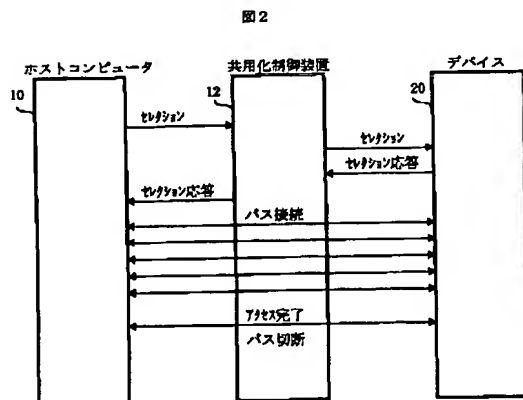 図2
ホストコンピュータ
共用化制御装置
デバイス
10
12
20
セレクション
セレクション
セレクション応答
セレクション応答
パス接続
アクセス完了
パス切断